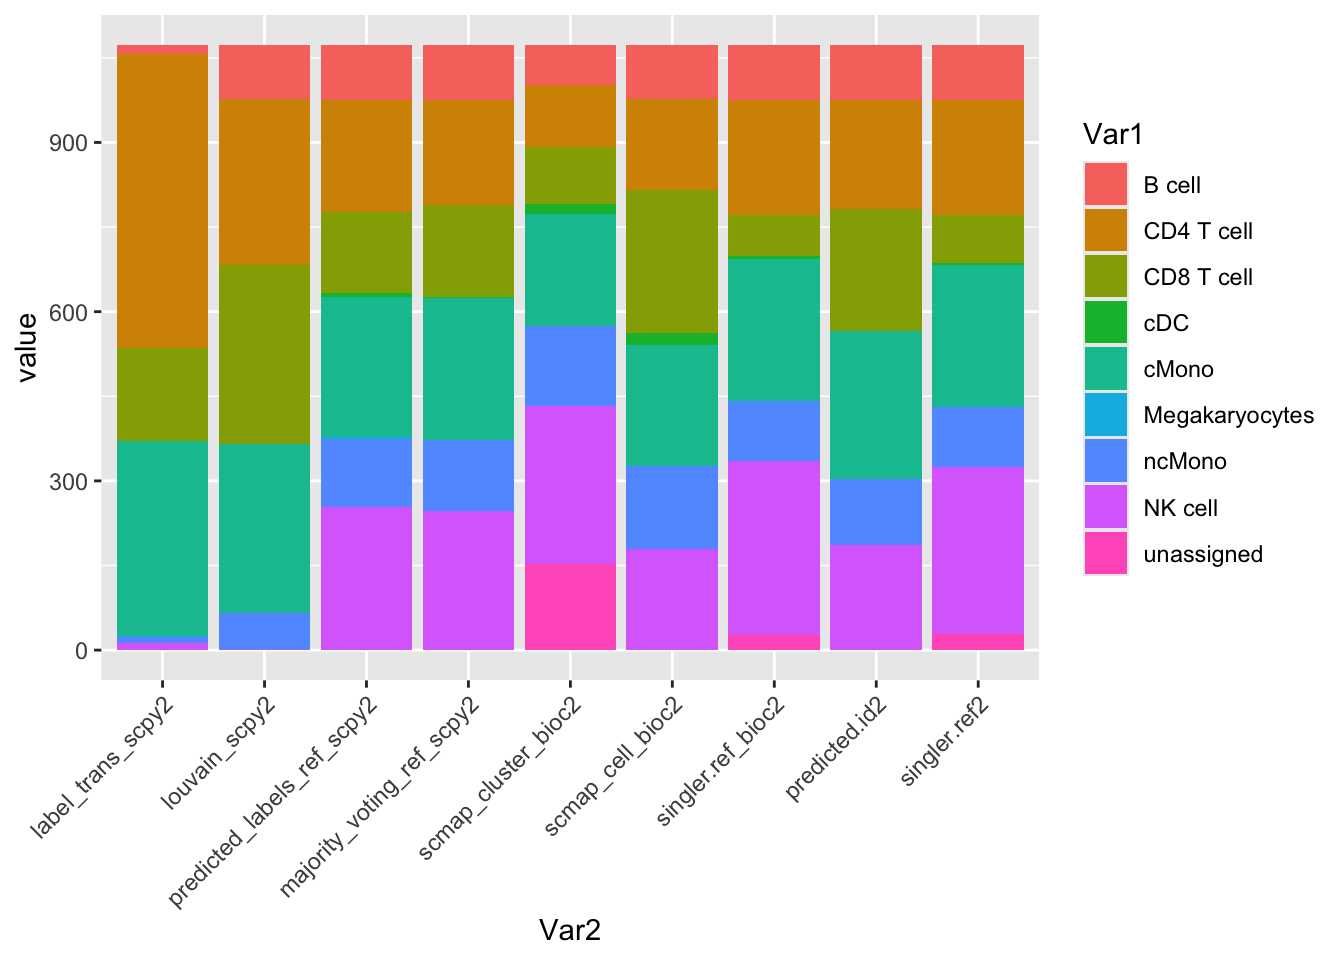 value
900
600
300
0
label_trans_scpy2
louvain_scpy2
predicted_labels_ref_scpy2
majority_voting_ref_scpy2
scmap_cluster_bioc2
scmap_cell_bioc2
singler.ref_bioc2
predicted.id2
singler.ref2
Var2
Var1
B cell
CD4 T cell
CD8 T cell
cDC
cMono
Megakaryocytes
ncMono
NK cell
unassigned